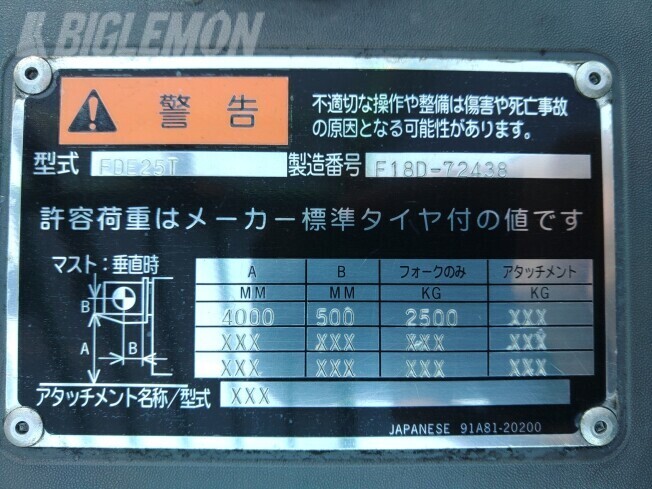 BIGLEMON
警告
不適切な操作や整備は傷害や死亡事故
の原因となる可能性があります。
型式 FDE25T 製造番号 F18D-72438
許容荷重はメーカー標準タイヤ付の値です
マスト：垂直時
A B フォークのみ アタッチメント
MM MM KG KG
4000 500 2500 XXX
XXX XXX XXX XXX
XXX XXX XXX XXX
B
A B
アタッチメント名称/型式 XXX
JAPANESE 91A81-20200